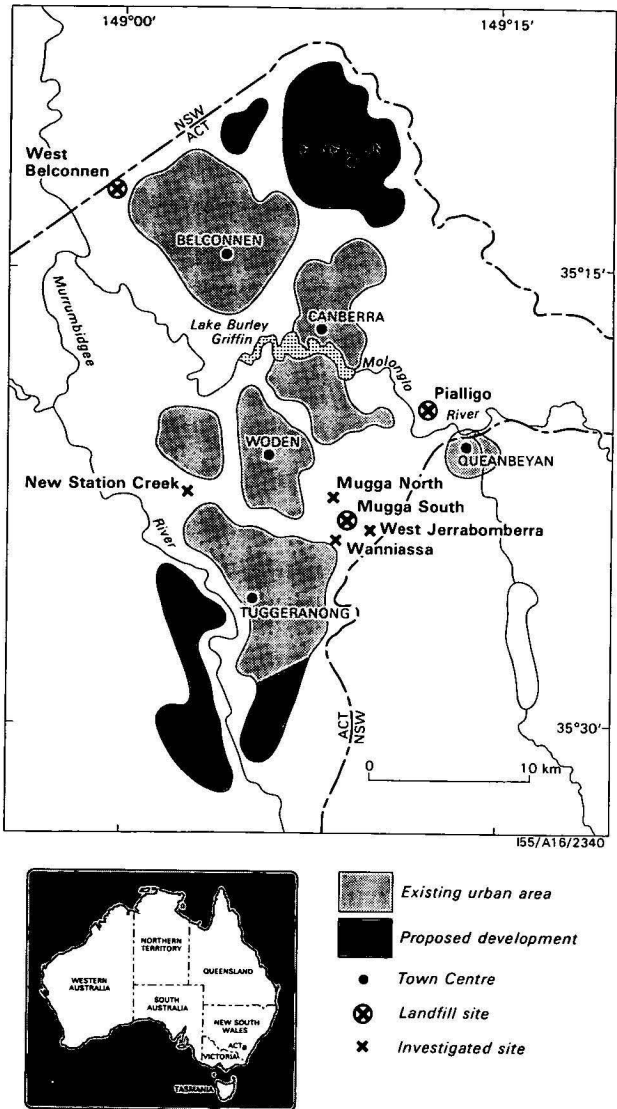 149°00'
149°15'
NSW
ACT
West
Belconnen
BELCONNEN
35°15'
Murrumbidgee
Lake Burley
Griffin
CANBERRA
Molonglo
Pialligo
River
WODEN
QUEANBEYAN
New Station Creek
Mugga North
Mugga South
West Jerrabomberra
Wanniassa
River
TUGGERANONG
ACT
NSW
35°30'
0 10 km
I55/A16/2340
Existing urban area
Proposed development
Town Centre
Landfill site
Investigated site
NORTHERN
TERRITORY
WESTERN
AUSTRALIA
QUEENSLAND
SOUTH
AUSTRALIA
NEW SOUTH
WALES
ACT
VICTORIA
TASMANIA